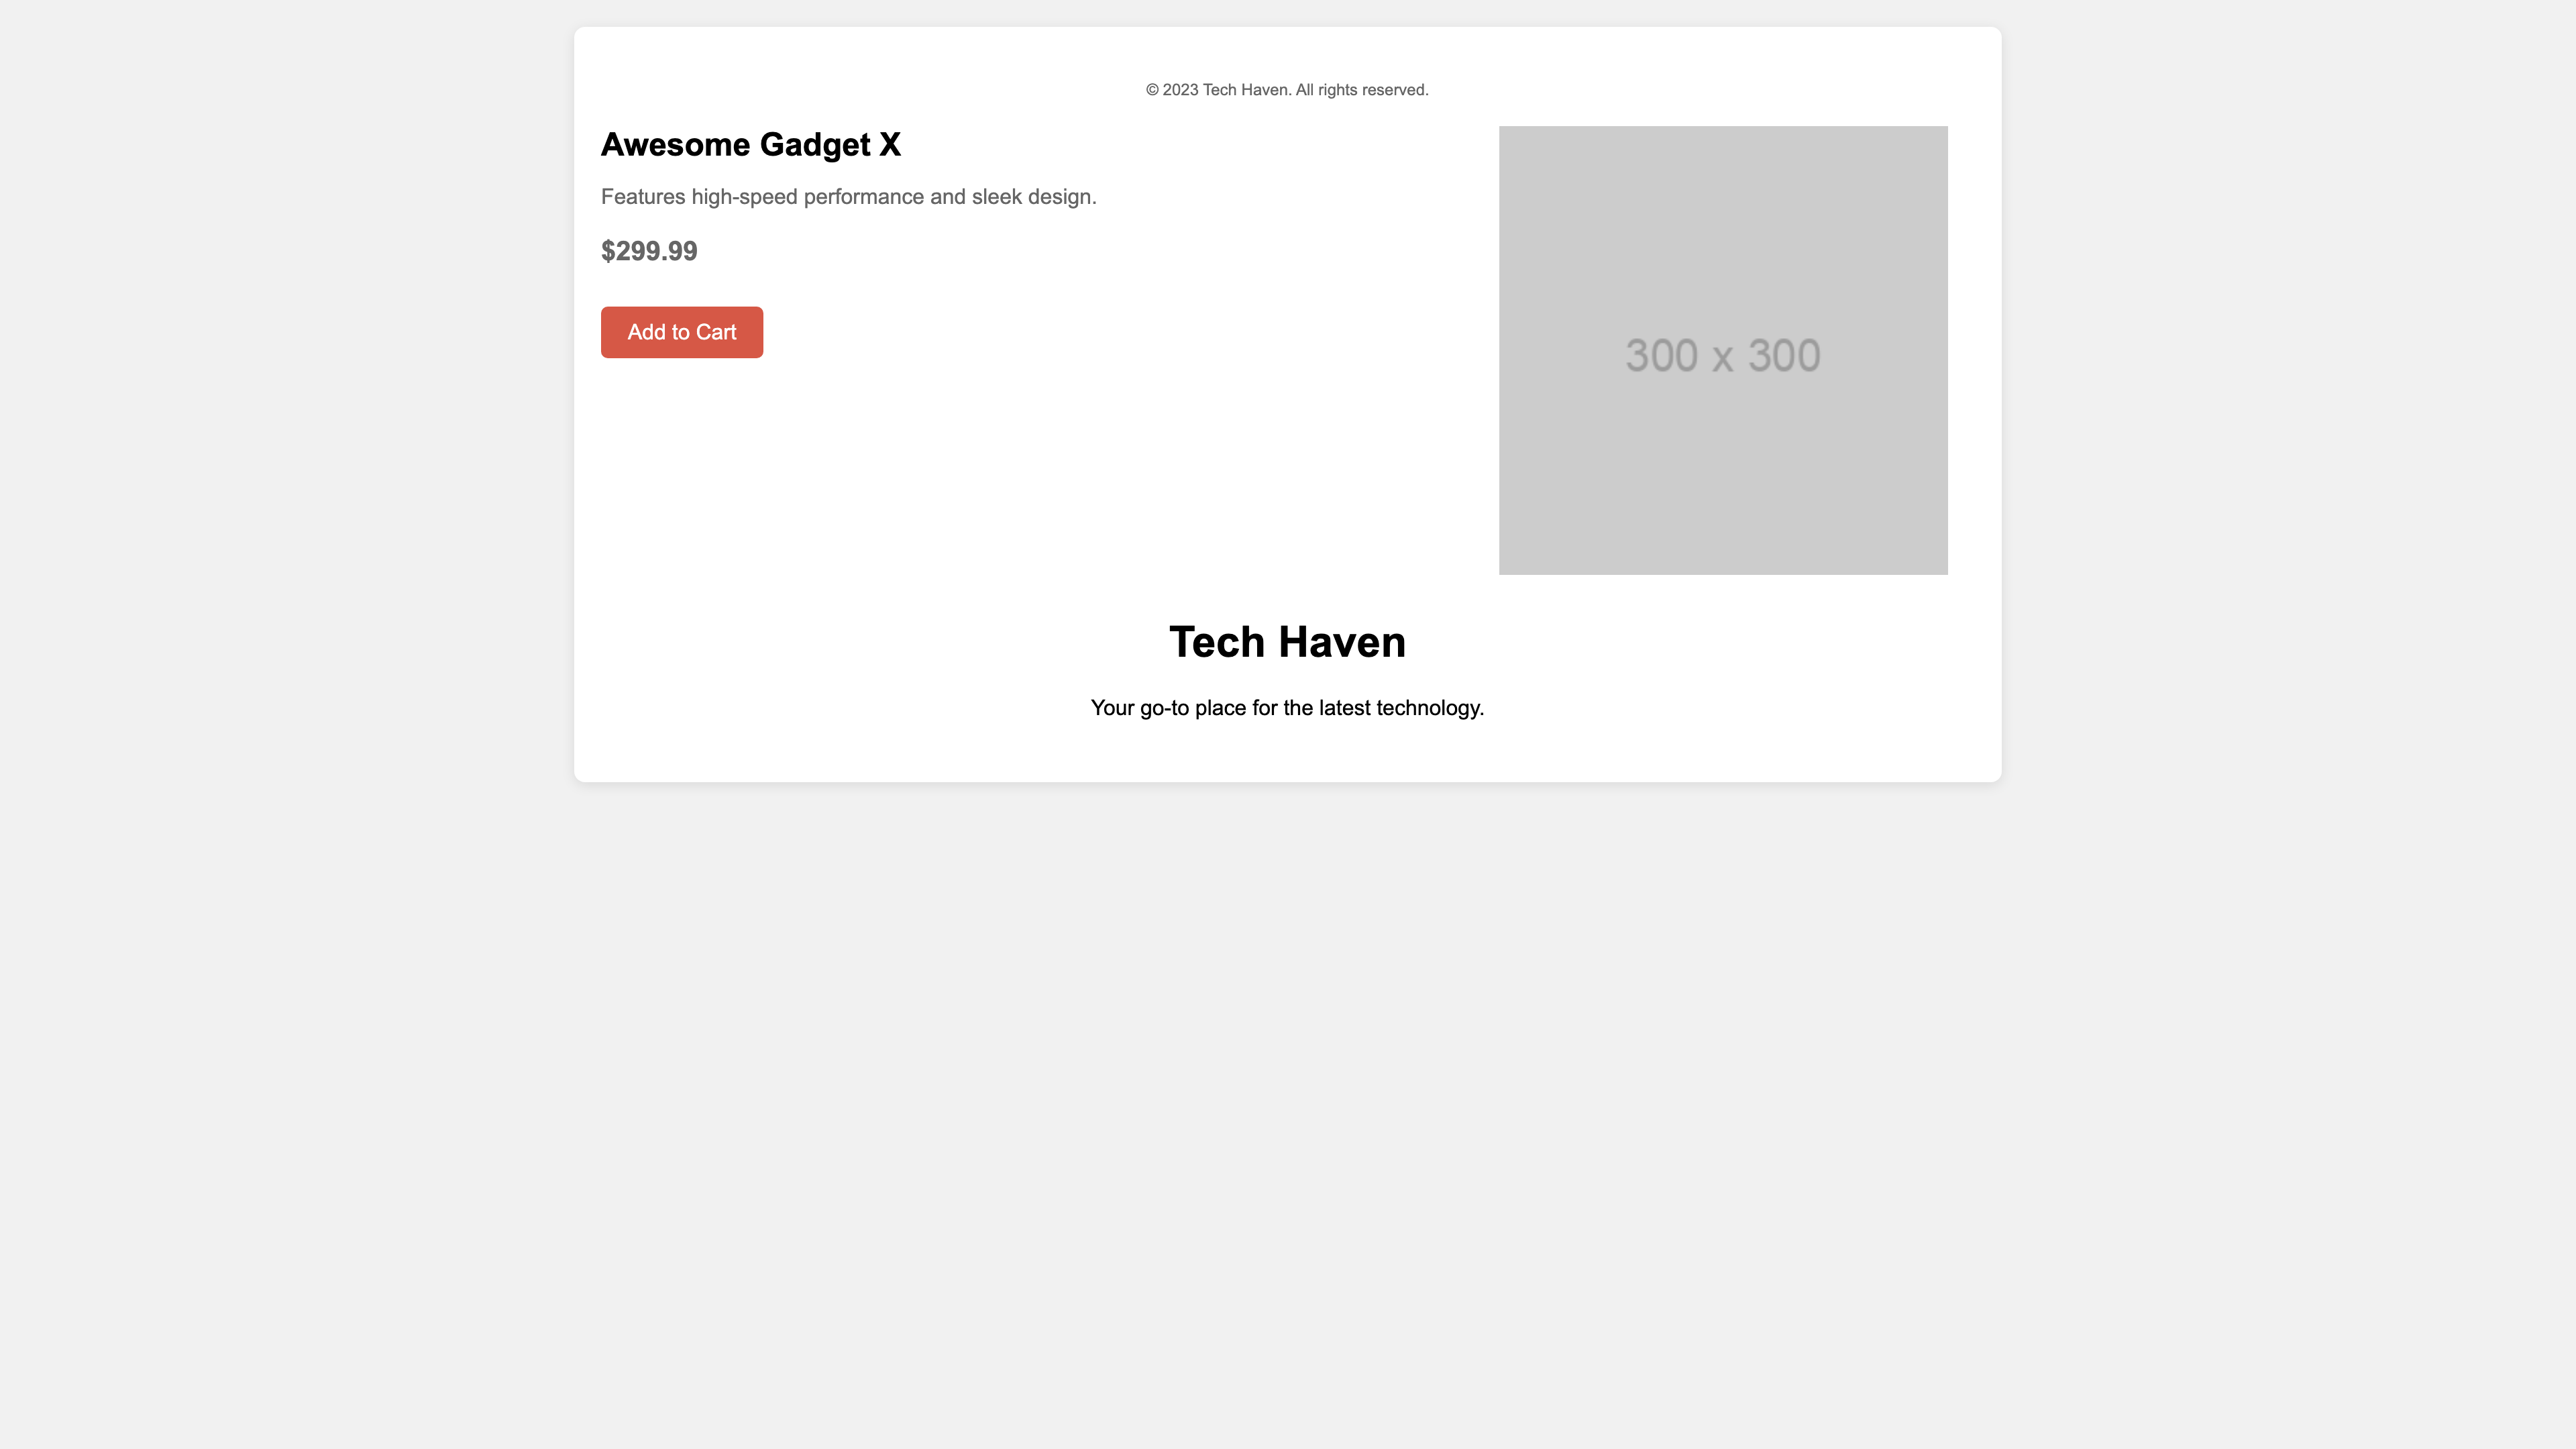 © 2023 Tech Haven. All rights reserved.
Awesome Gadget X
Features high-speed performance and sleek design.
$299.99
Add to Cart
300 x 300
Tech Haven
Your go-to place for the latest technology.